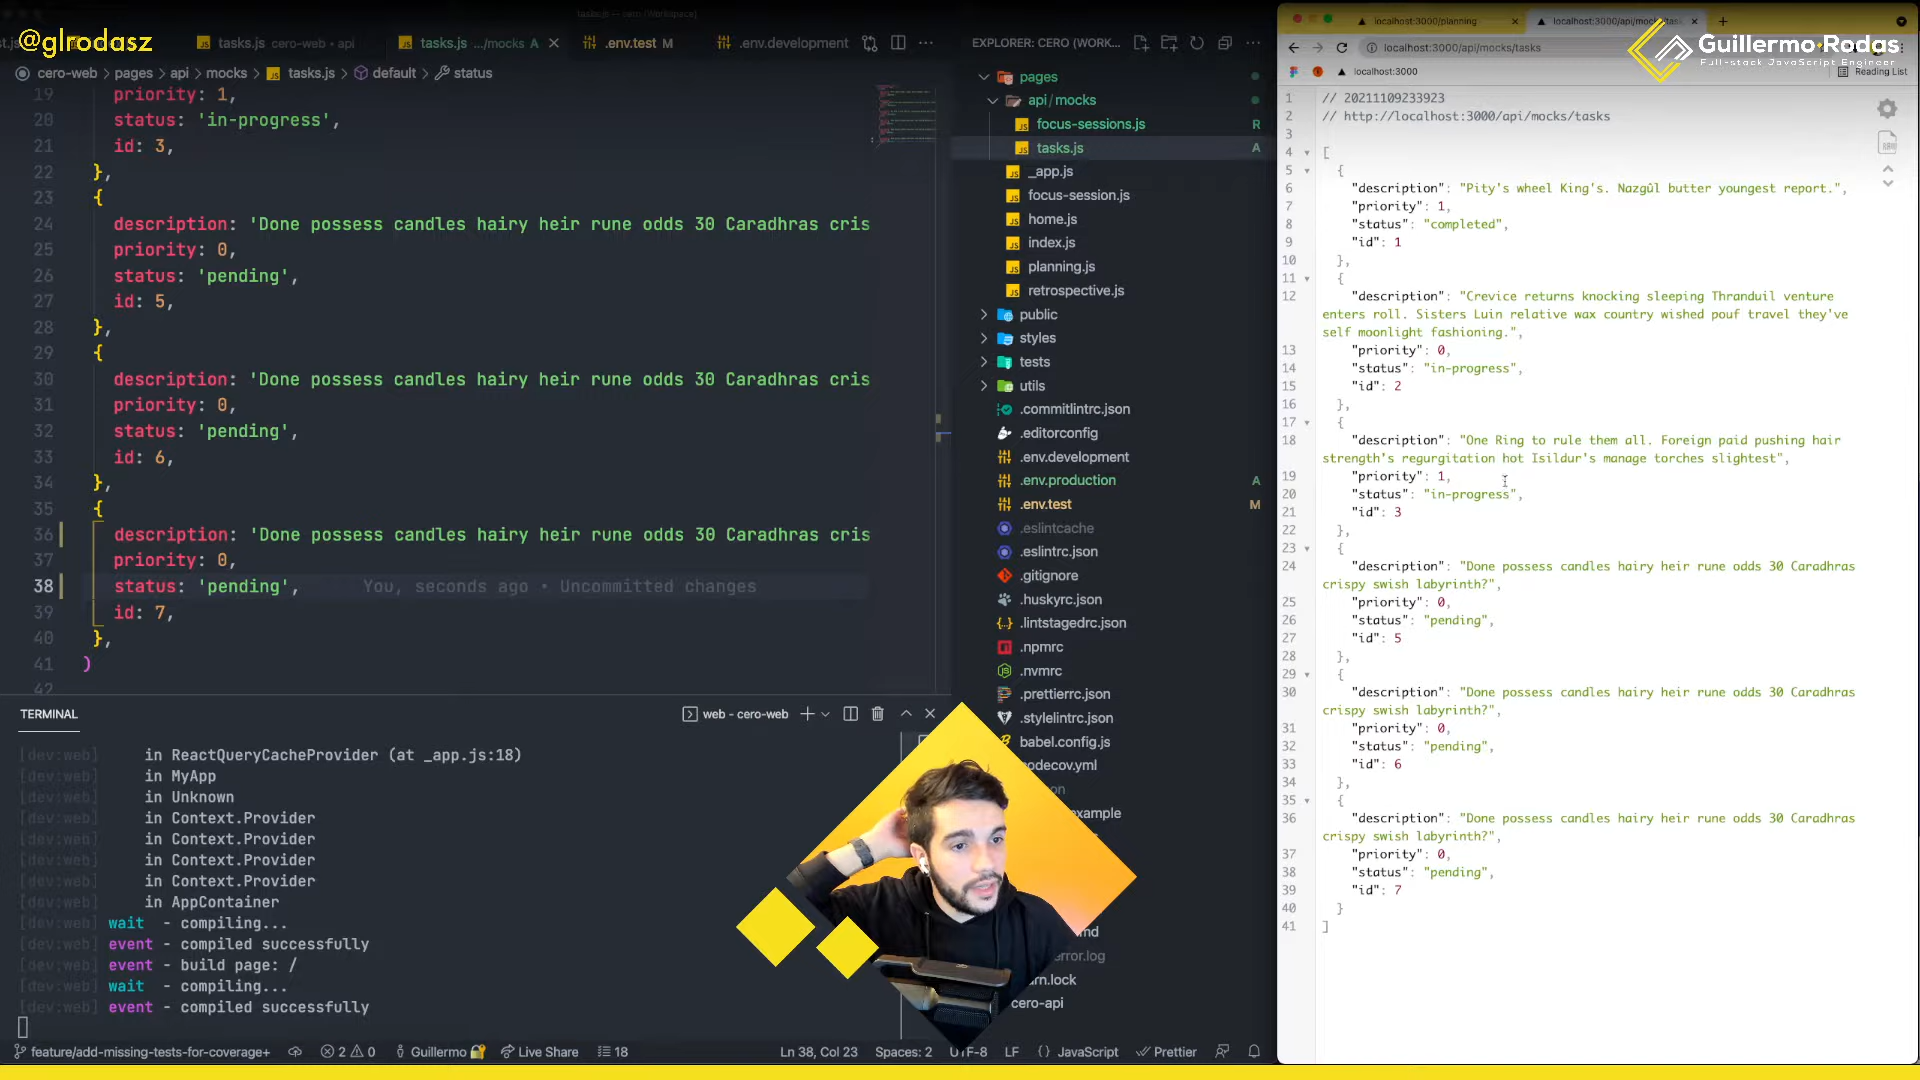 tasks.js — cero (Workspace)
@glrodasz
tasks.js cero-web • api
tasks.js .../mocks A
.env.test M
.env.development
cero-web > pages > api > mocks > tasks.js > default > status
19 priority: 1,
20 status: 'in-progress',
21 id: 3,
22 },
23 {
24 description: 'Done possess candles hairy heir rune odds 30 Caradhras cris
25 priority: 0,
26 status: 'pending',
27 id: 5,
28 },
29 {
30 description: 'Done possess candles hairy heir rune odds 30 Caradhras cris
31 priority: 0,
32 status: 'pending',
33 id: 6,
34 },
35 {
36 description: 'Done possess candles hairy heir rune odds 30 Caradhras cris
37 priority: 0,
38 status: 'pending', You, seconds ago • Uncommitted changes
39 id: 7,
40 },
41 )
42
TERMINAL
web - cero-web
[dev:web] in ReactQueryCacheProvider (at _app.js:18)
[dev:web] in MyApp
[dev:web] in Unknown
[dev:web] in Context.Provider
[dev:web] in Context.Provider
[dev:web] in Context.Provider
[dev:web] in Context.Provider
[dev:web] in AppContainer
[dev:web] wait - compiling...
[dev:web] event - compiled successfully
[dev:web] event - build page: /
[dev:web] wait - compiling...
[dev:web] event - compiled successfully
feature/add-missing-tests-for-coverage+ 2 0 Guillermo Live Share 18 Ln 38, Col 23 Spaces: 2 UTF-8 LF JavaScript Prettier
EXPLORER: CERO (WORK...
pages
api/mocks
focus-sessions.js R
tasks.js A
_app.js
focus-session.js
home.js
index.js
planning.js
retrospective.js
public
styles
tests
utils
.commitlintrc.json
.editorconfig
.env.development
.env.production A
.env.test M
.eslintcache
.eslintrc.json
.gitignore
.huskyrc.json
.lintstagedrc.json
.npmrc
.nvmrc
.prettierrc.json
.stylelintrc.json
babel.config.js
odecov.yml
on
example
md
error.log
rn.lock
cero-api
localhost:3000/planning
localhost:3000/api/mocks/tas
localhost:3000/api/mocks/tasks
localhost:3000
Reading List
Guillermo Rodas
Full-stack JavaScript Engineer
1 // 20211109233923
2 // http://localhost:3000/api/mocks/tasks
3
4 [
5 {
6 "description": "Pity's wheel King's. Nazgûl butter youngest report.",
7 "priority": 1,
8 "status": "completed",
9 "id": 1
10 },
11 {
12 "description": "Crevice returns knocking sleeping Thranduil venture
enters roll. Sisters Luin relative wax country wished pouf travel they've
self moonlight fashioning.",
13 "priority": 0,
14 "status": "in-progress",
15 "id": 2
16 },
17 {
18 "description": "One Ring to rule them all. Foreign paid pushing hair
strength's regurgitation hot Isildur's manage torches slightest",
19 "priority": 1,
20 "status": "in-progress",
21 "id": 3
22 },
23 {
24 "description": "Done possess candles hairy heir rune odds 30 Caradhras
crispy swish labyrinth?",
25 "priority": 0,
26 "status": "pending",
27 "id": 5
28 },
29 {
30 "description": "Done possess candles hairy heir rune odds 30 Caradhras
crispy swish labyrinth?",
31 "priority": 0,
32 "status": "pending",
33 "id": 6
34 },
35 {
36 "description": "Done possess candles hairy heir rune odds 30 Caradhras
crispy swish labyrinth?",
37 "priority": 0,
38 "status": "pending",
39 "id": 7
40 }
41 ]
RAW